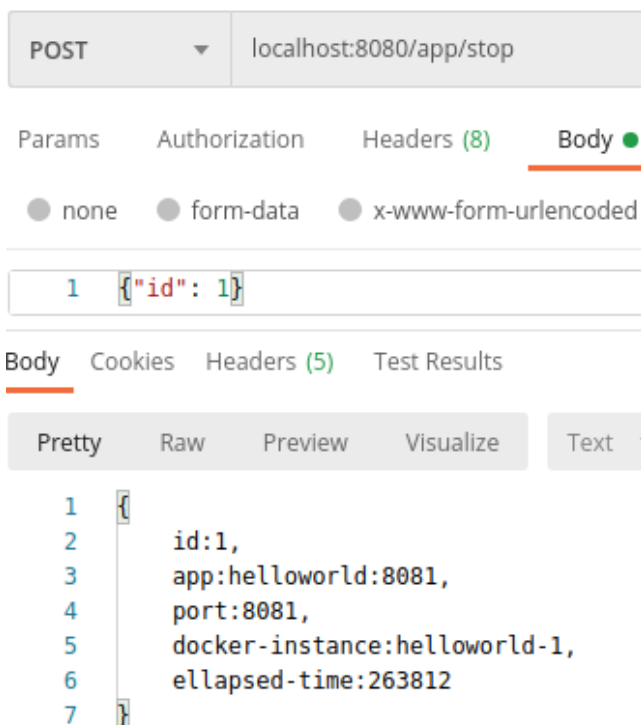 POST localhost:8080/app/stop
Params Authorization Headers (8) Body
none form-data x-www-form-urlencoded
1 {"id": 1}
Body Cookies Headers (5) Test Results
Pretty Raw Preview Visualize Text
1 {
2 id:1,
3 app:helloworld:8081,
4 port:8081,
5 docker-instance:helloworld-1,
6 ellapsed-time:263812
7 }